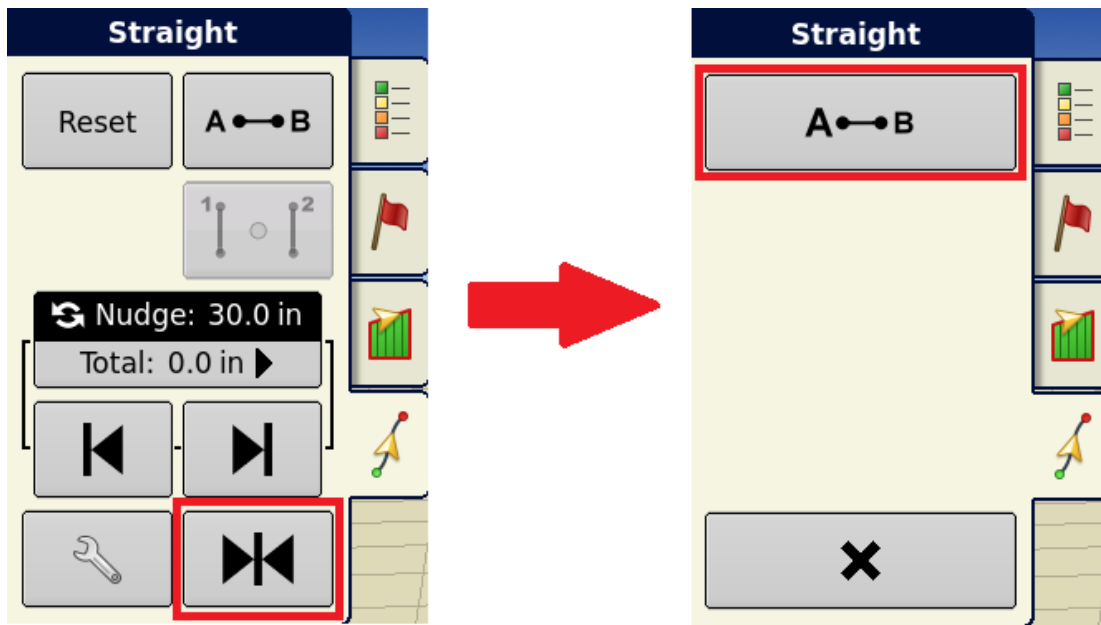 Straight
Reset
A B
1 2
Nudge: 30.0 in
Total: 0.0 in
Straight
A B